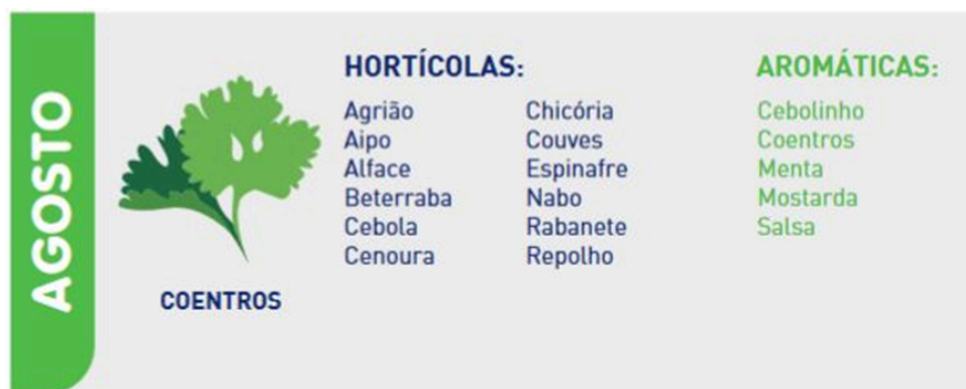 AGOSTO
COENTROS
HORTÍCOLAS:
Agrião
Aipo
Alface
Beterraba
Cebola
Cenoura
Chicória
Couves
Espinafre
Nabo
Rabanete
Repolho
AROMÁTICAS:
Cebolinho
Coentros
Menta
Mostarda
Salsa